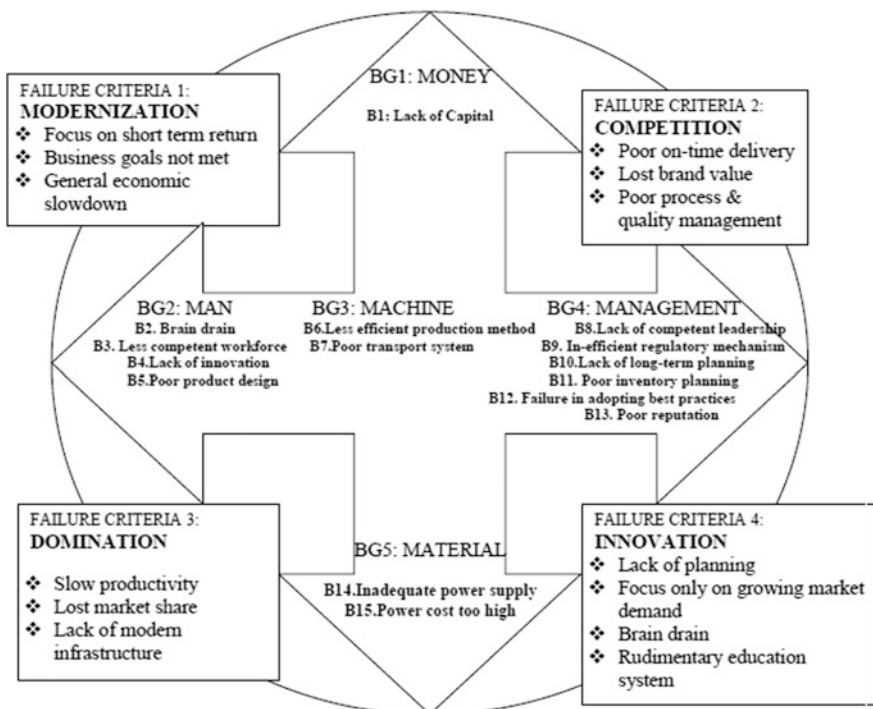 BG1: MONEY
B1: Lack of Capital
FAILURE CRITERIA 1:
MODERNIZATION
❖ Focus on short term return
❖ Business goals not met
❖ General economic
slowdown
FAILURE CRITERIA 2:
COMPETITION
❖ Poor on-time delivery
❖ Lost brand value
❖ Poor process &
quality management
BG2: MAN
B2. Brain drain
B3. Less competent workforce
B4.Lack of innovation
B5.Poor product design
BG3: MACHINE
B6.Less efficient production method
B7.Poor transport system
BG4: MANAGEMENT
B8.Lack of competent leadership
B9. In-efficient regulatory mechanism
B10.Lack of long-term planning
B11. Poor inventory planning
B12. Failure in adopting best practices
B13. Poor reputation
FAILURE CRITERIA 3:
DOMINATION
❖ Slow productivity
❖ Lost market share
❖ Lack of modern
infrastructure
BG5: MATERIAL
B14.Inadequate power supply
B15.Power cost too high
FAILURE CRITERIA 4:
INNOVATION
❖ Lack of planning
❖ Focus only on growing market
demand
❖ Brain drain
❖ Rudimentary education
system